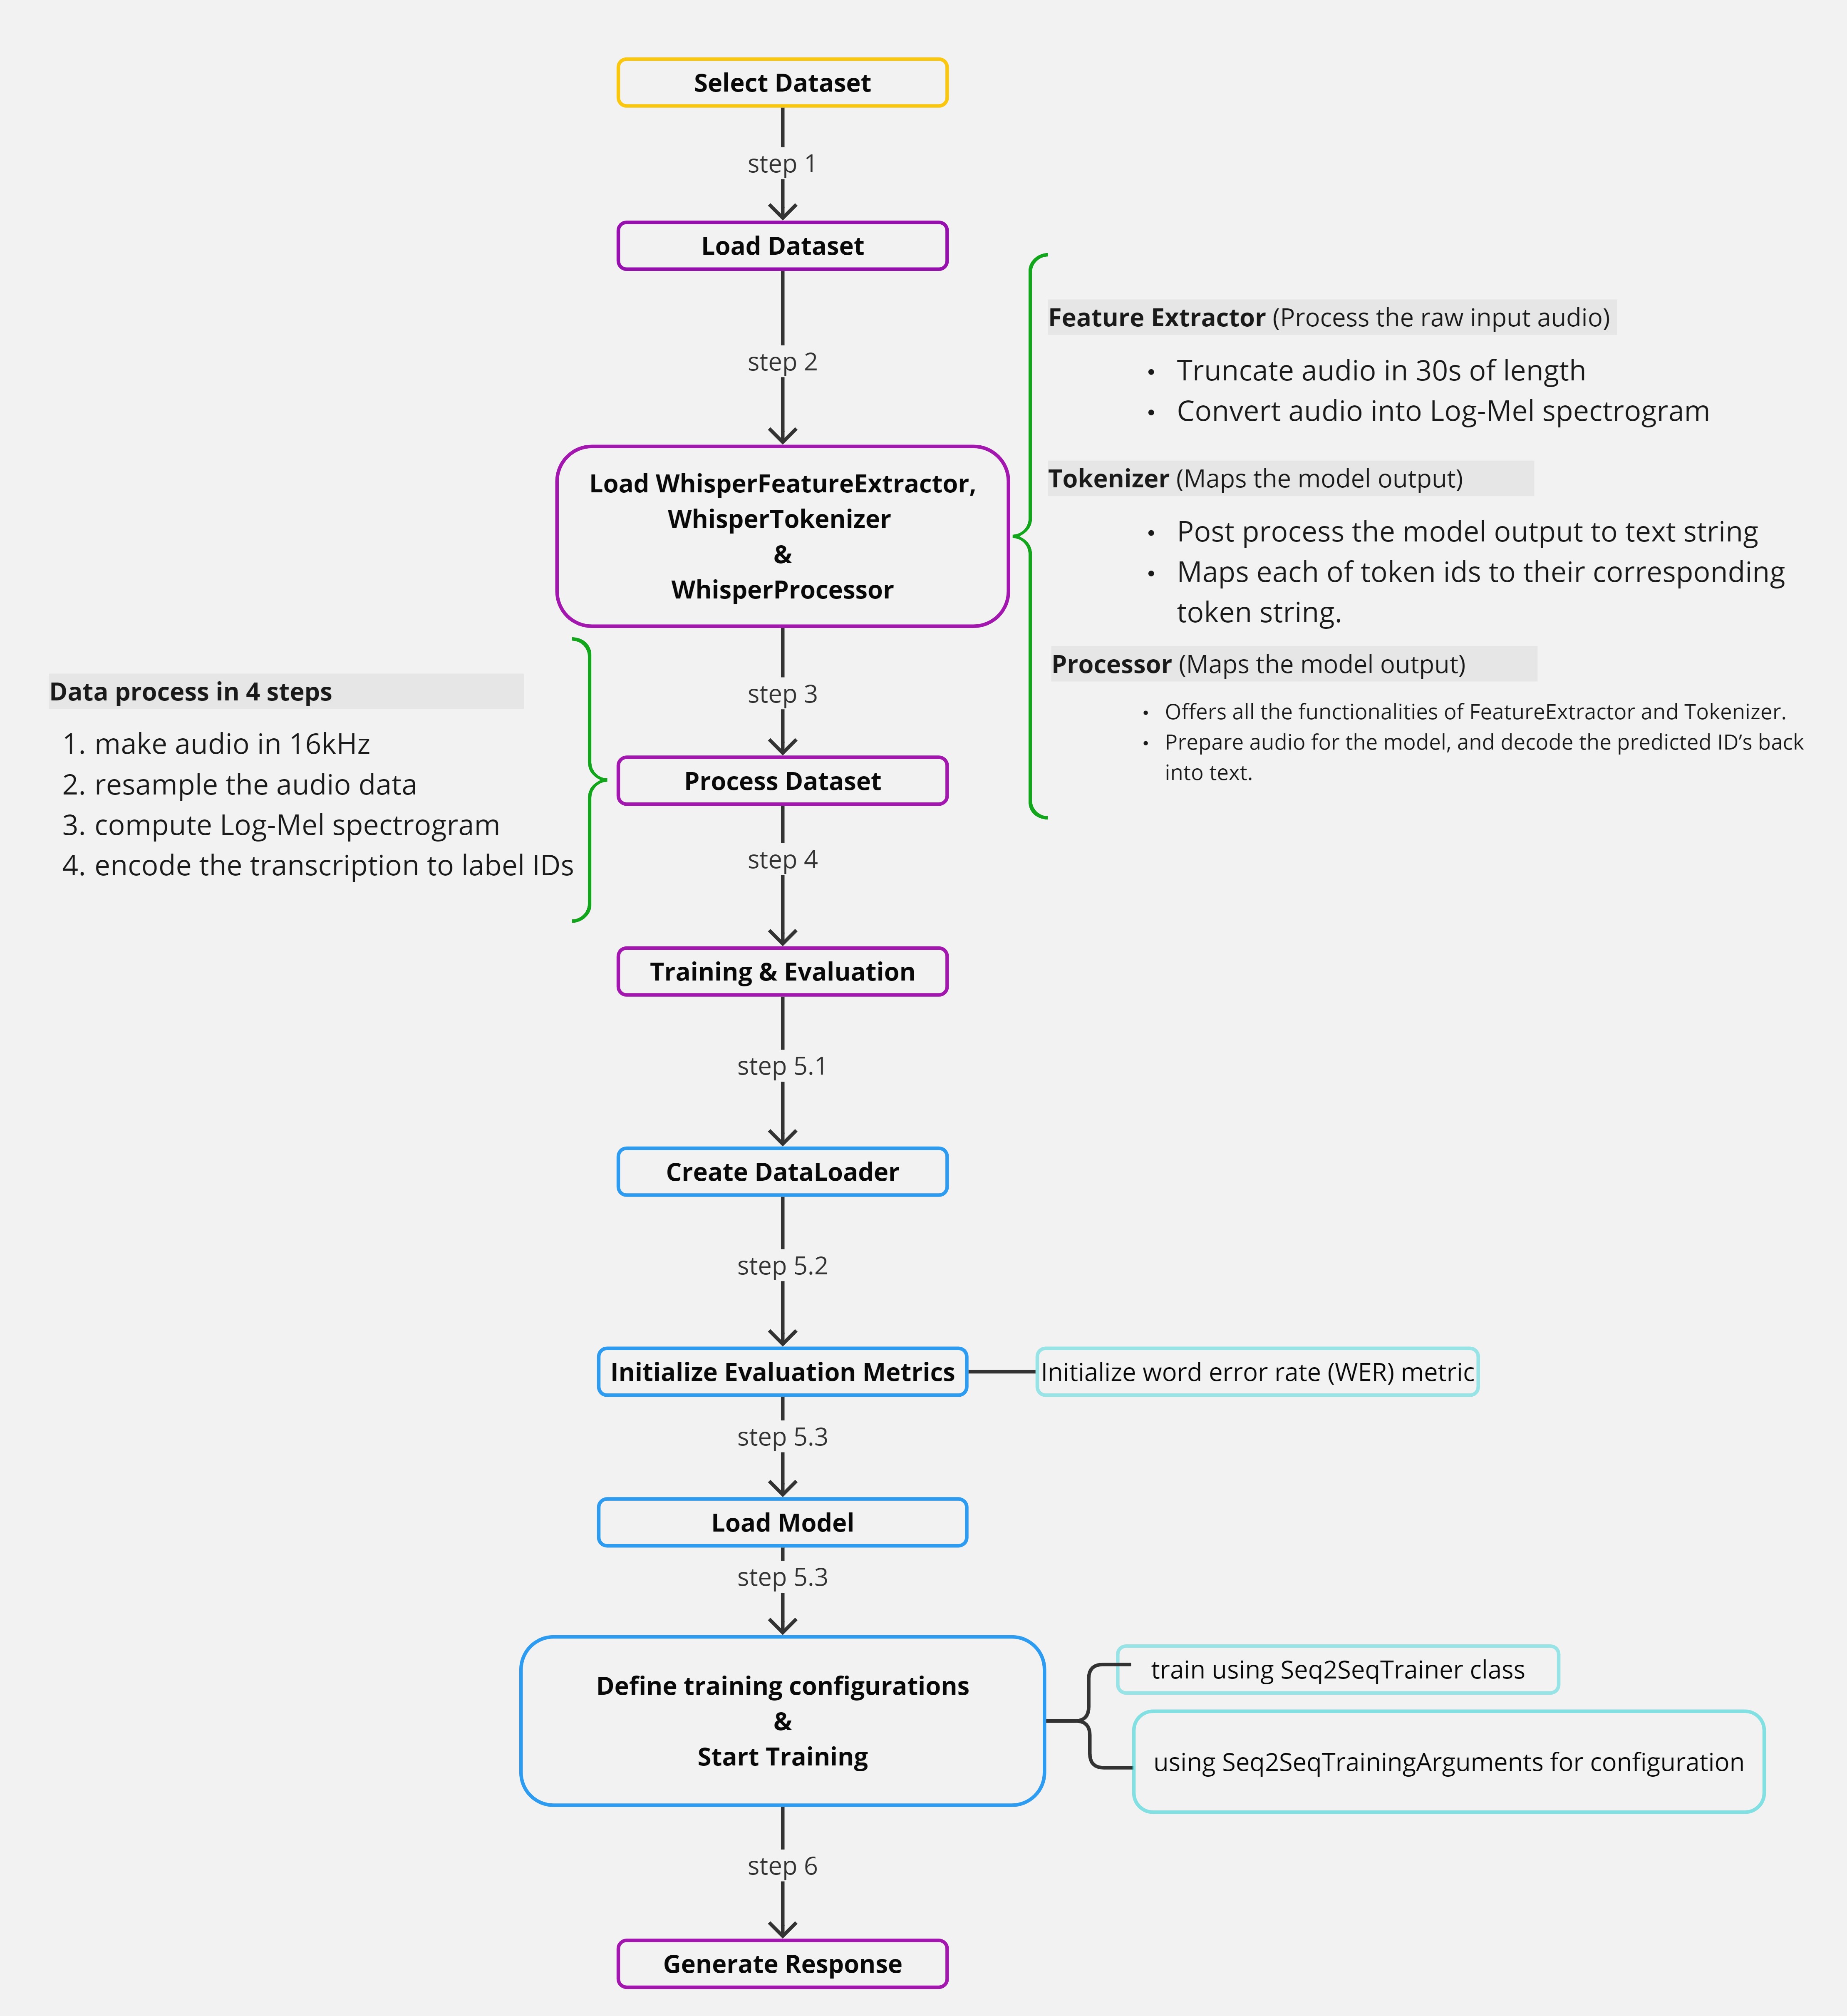 Select Dataset
step 1
Load Dataset
step 2
Load WhisperFeatureExtractor,
WhisperTokenizer
&
WhisperProcessor
Feature Extractor (Process the raw input audio)
• Truncate audio in 30s of length
• Convert audio into Log-Mel spectrogram
Tokenizer (Maps the model output)
• Post process the model output to text string
• Maps each of token ids to their corresponding
token string.
Processor (Maps the model output)
• Offers all the functionalities of FeatureExtractor and Tokenizer.
• Prepare audio for the model, and decode the predicted ID’s back
into text.
step 3
Data process in 4 steps
1. make audio in 16kHz
2. resample the audio data
3. compute Log-Mel spectrogram
4. encode the transcription to label IDs
Process Dataset
step 4
Training & Evaluation
step 5.1
Create DataLoader
step 5.2
Initialize Evaluation Metrics
Initialize word error rate (WER) metric
step 5.3
Load Model
step 5.3
Define training configurations
&
Start Training
train using Seq2SeqTrainer class
using Seq2SeqTrainingArguments for configuration
step 6
Generate Response